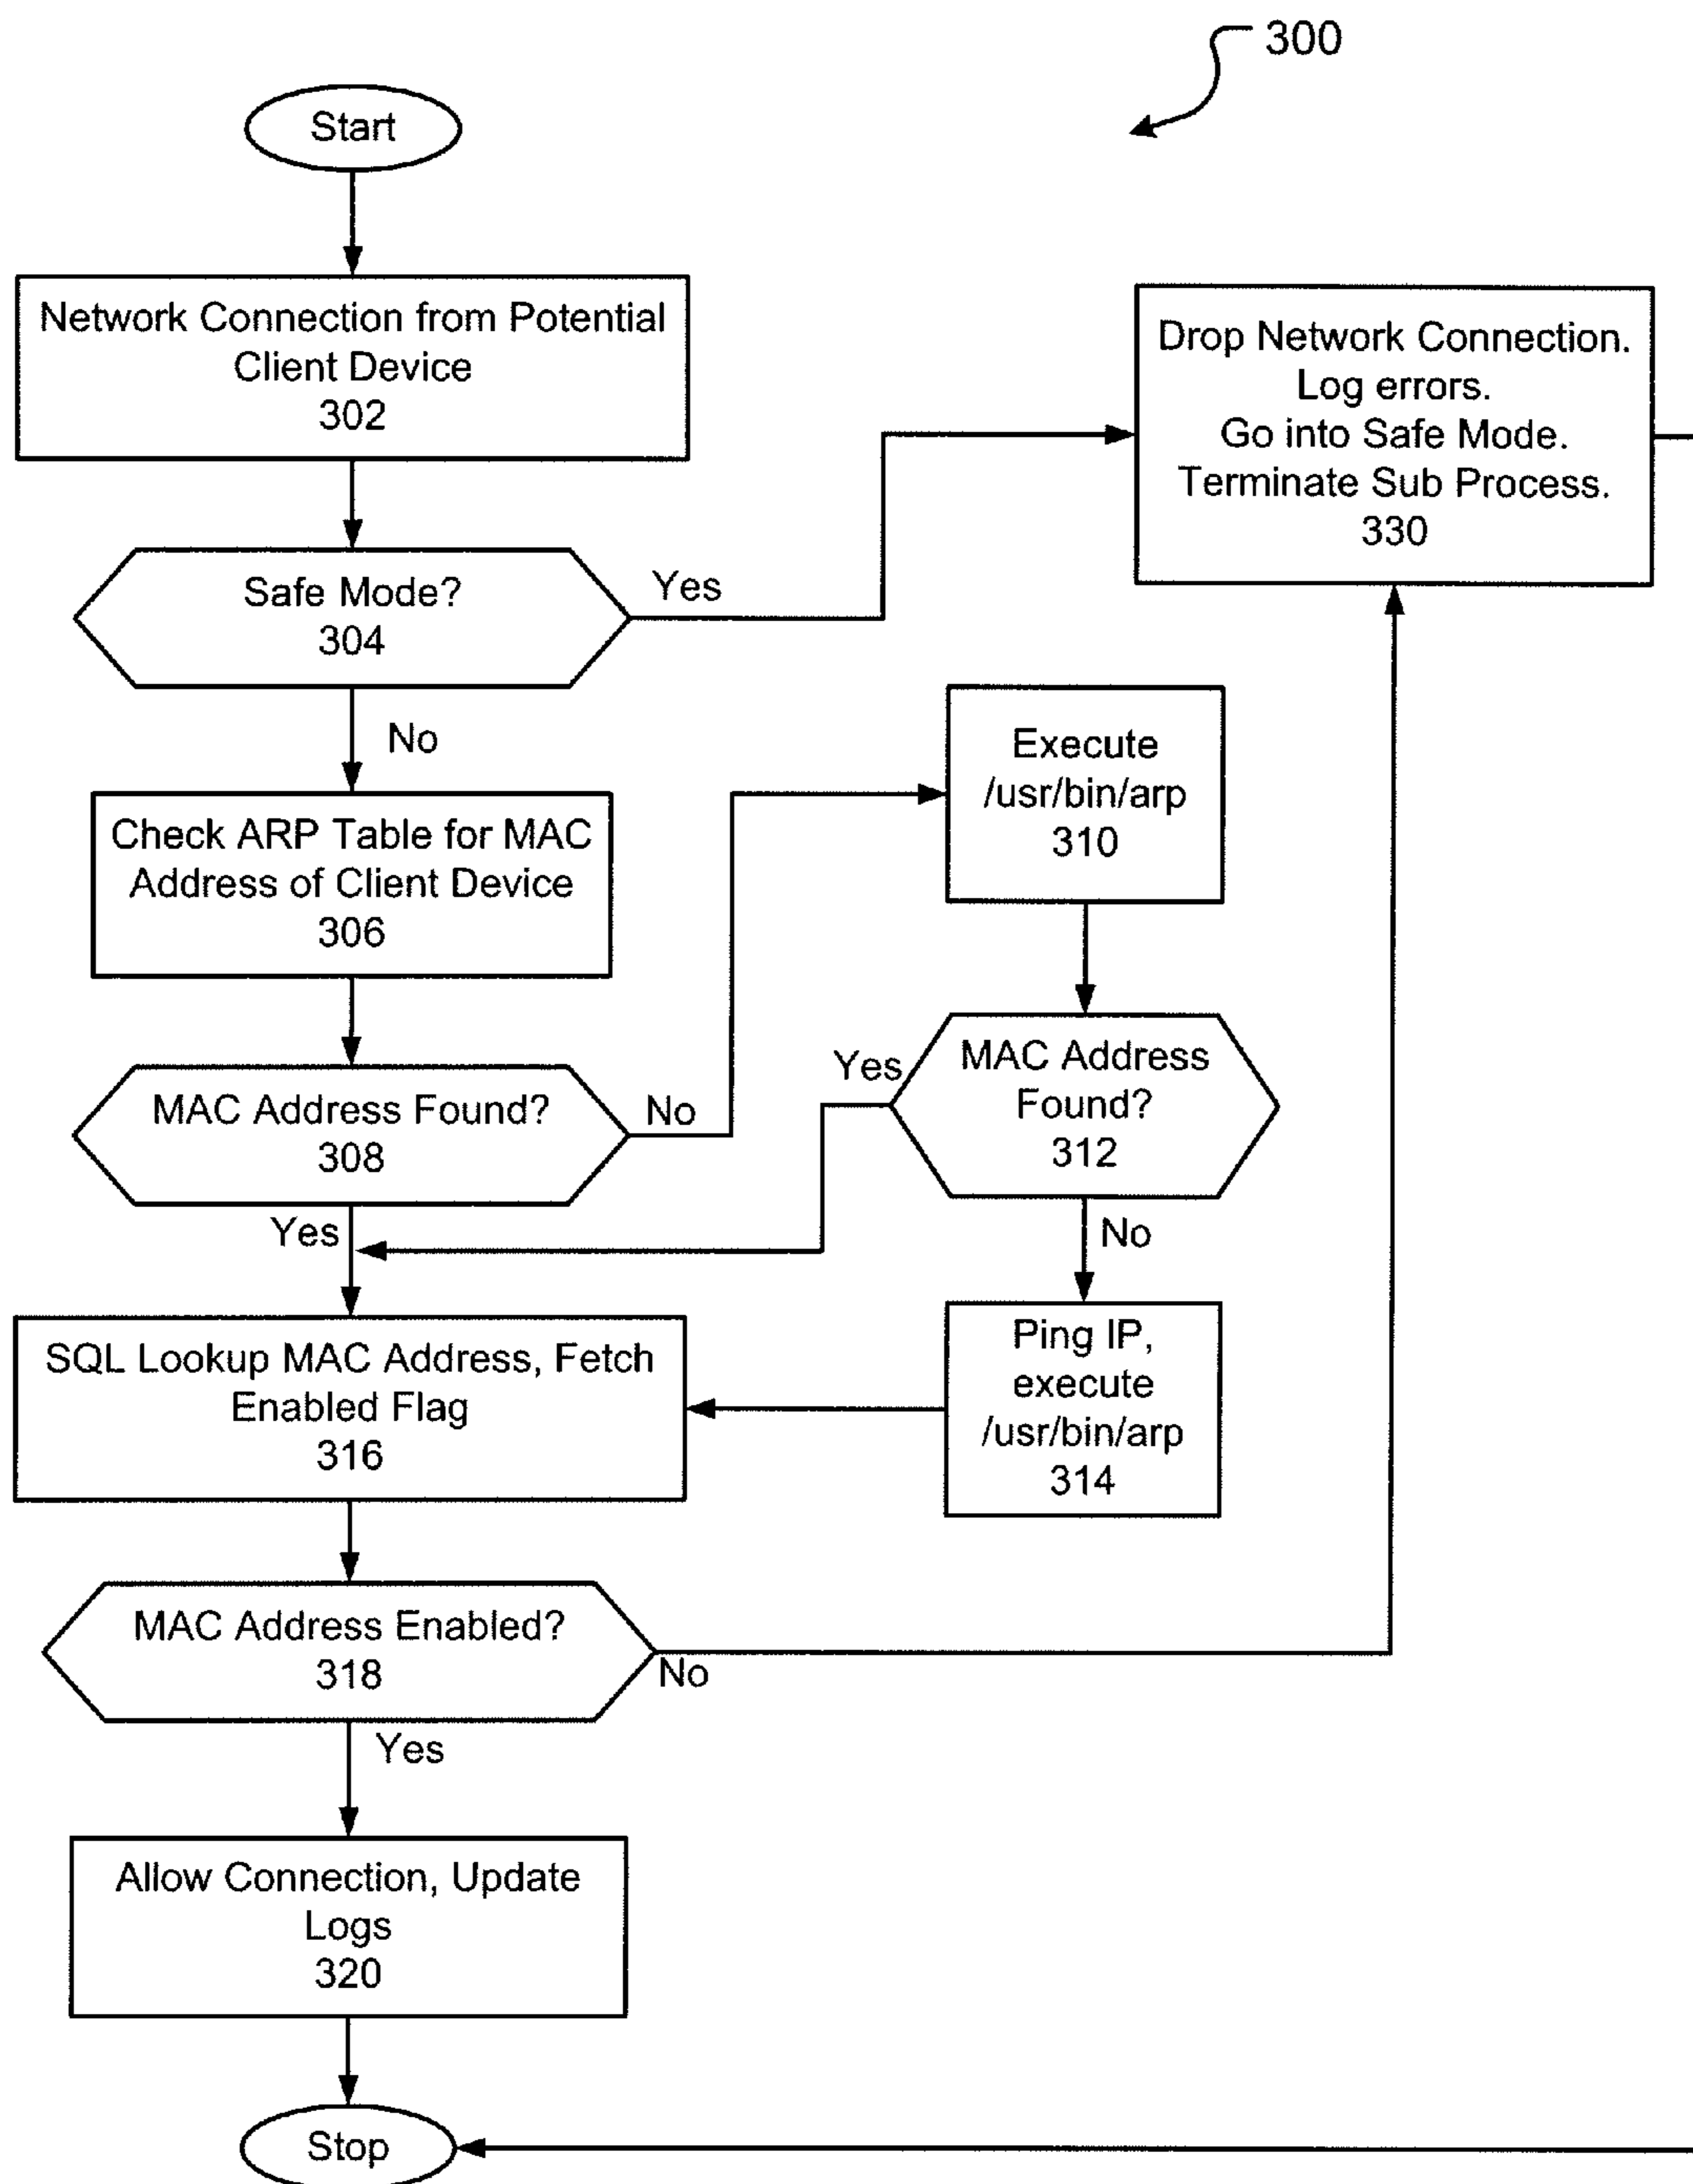 300
Start
Network Connection from Potential
Client Device
302
Drop Network Connection.
Log errors.
Go into Safe Mode.
Terminate Sub Process.
330
Safe Mode?
304
Yes
No
Check ARP Table for MAC
Address of Client Device
306
Execute
/usr/bin/arp
310
MAC Address Found?
308
No
Yes
MAC Address
Found?
312
Yes
No
SQL Lookup MAC Address, Fetch
Enabled Flag
316
Ping IP,
execute
/usr/bin/arp
314
MAC Address Enabled?
318
No
Yes
Allow Connection, Update
Logs
320
Stop